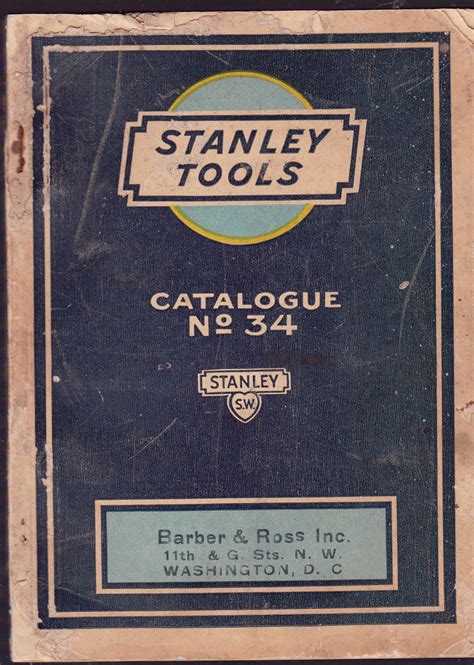 STANLEY
TOOLS
CATALOGUE
No 34
STANLEY
S.W.
Barber & Ross Inc.
11th & G. Sts. N. W.
WASHINGTON, D. C